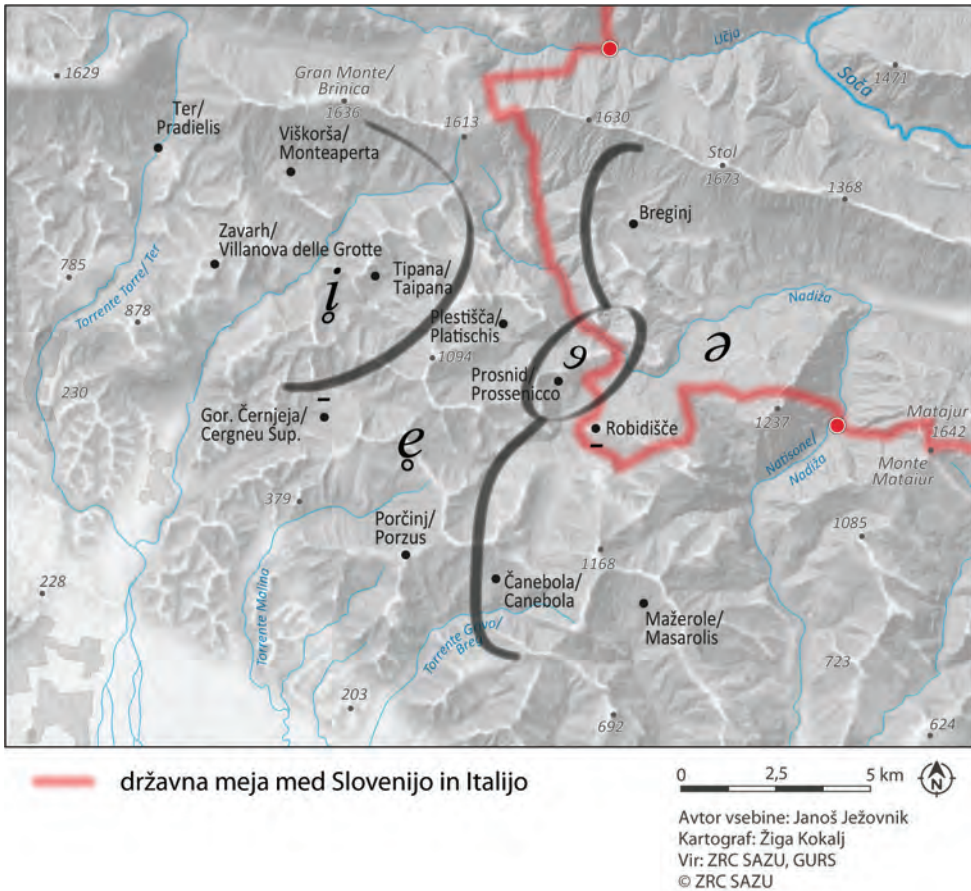 Učja
1629
Gran Monte/
Brinica
1636
1471
Soča
Ter/
Pradielis
1613
1630
Viškorša/
Monteaperta
Stol
1673
1368
Breginj
Zavarh/
Villanova delle Grotte
785
Torrente Torre/Ter
Tipana/
Taipana
i̥
Nadiža
878
Plestišča/
Platischis
ə
e
1094
Prosnid/
Prossenicco
230
–
Gor. Černjeja/
Cergneu Sup.
1237
Matajur
1642
Robidišče
–
ę̥
Natisone/
Nadiža
Monte
Matajur
379
Porčinj/
Porzus
1085
1168
228
Čanebola/
Canebola
Mažerole/
Masarolis
Torrente Malina
723
203
692
624
državna meja med Slovenijo in Italijo
0 2,5 5 km
N
Avtor vsebine: Janoš Ježovnik
Kartograf: Žiga Kokalj
Vir: ZRC SAZU, GURS
© ZRC SAZU